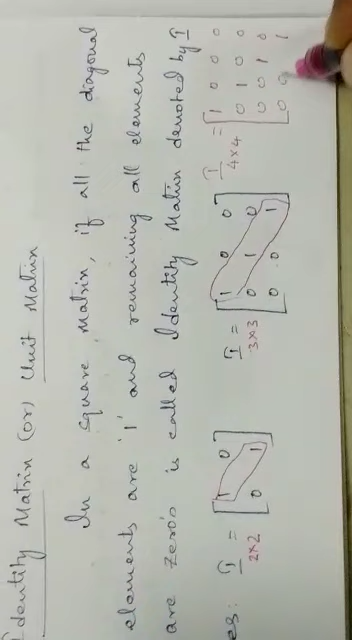 Identity Matrix (or) Unit Matrix
In a square matrix, if all the diagonal
elements are '1' and remaining all elements
are zero's is called Identity Matrix denoted by I
eg: I 2x2 = [1 0 I 3x3 = [1 0 0 I 4x4 = [1 0 0 0
0 1] 0 1 0 0 1 0 0
0 0 1] 0 0 1 0
0 0 1